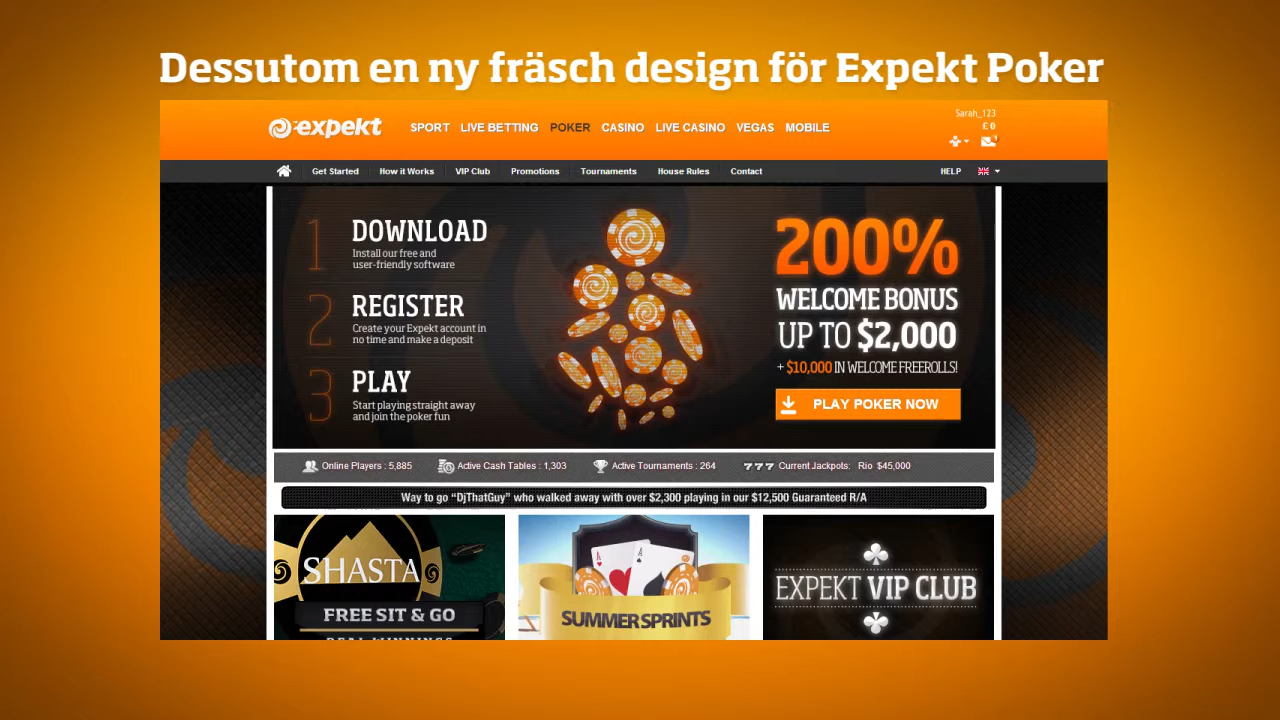 Dessutom en ny fräsch design för Expekt Poker
expekt
SPORT LIVE BETTING POKER CASINO LIVE CASINO VEGAS MOBILE
Sarah_123
£ 0
1
Get Started How it Works VIP Club Promotions Tournaments House Rules Contact HELP
1 DOWNLOAD
Install our free and
user-friendly software
2 REGISTER
Create your Expekt account in
no time and make a deposit
3 PLAY
Start playing straight away
and join the poker fun
200%
WELCOME BONUS
UP TO $2,000
+ $10,000 IN WELCOME FREEROLLS!
PLAY POKER NOW
Online Players : 5,885 Active Cash Tables : 1,303 Active Tournaments : 264 777 Current Jackpots: Rio $45,000
Way to go “DjThatGuy” who walked away with over $2,300 playing in our $12,500 Guaranteed R/A
SHASTA
FREE SIT & GO
REAL WINNINGS
A A
SUMMER SPRINTS
EXPEKT VIP CLUB